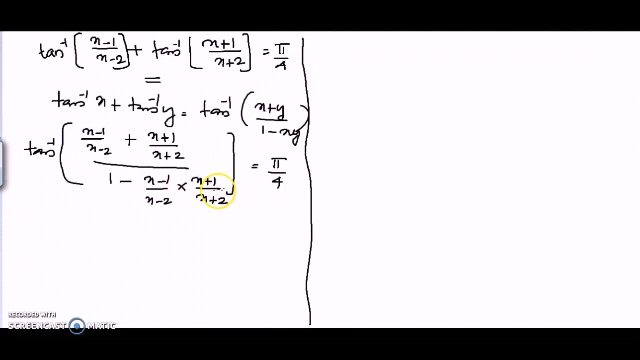 tan⁻¹[x-1/x-2] + tan⁻¹[x+1/x+2] = π/4
=
tan⁻¹x + tan⁻¹y = tan⁻¹(x+y/1-xy)
tan⁻¹[x-1/x-2 + x+1/x+2 / 1 - x-1/x-2 × x+1/x+2] = π/4
RECORDED WITH
SCREENCAST MATIC